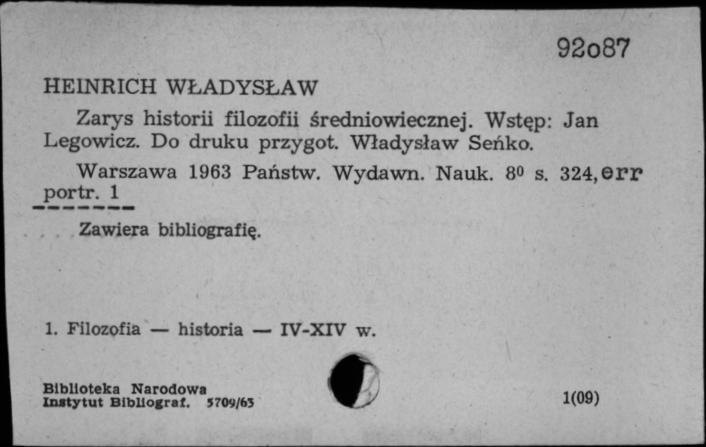 92087
HEINRICH WŁADYSŁAW
Zarys historii filozofii średniowiecznej. Wstęp: Jan
Legowicz. Do druku przygot. Władysław Seńko.
Warszawa 1963 Państw. Wydawn. Nauk. 8⁰ s. 324, err
portr. 1
Zawiera bibliografię.
1. Filozofia — historia — IV-XIV w.
Biblioteka Narodowa
Instytut Bibliograf. 5709/65
1(09)